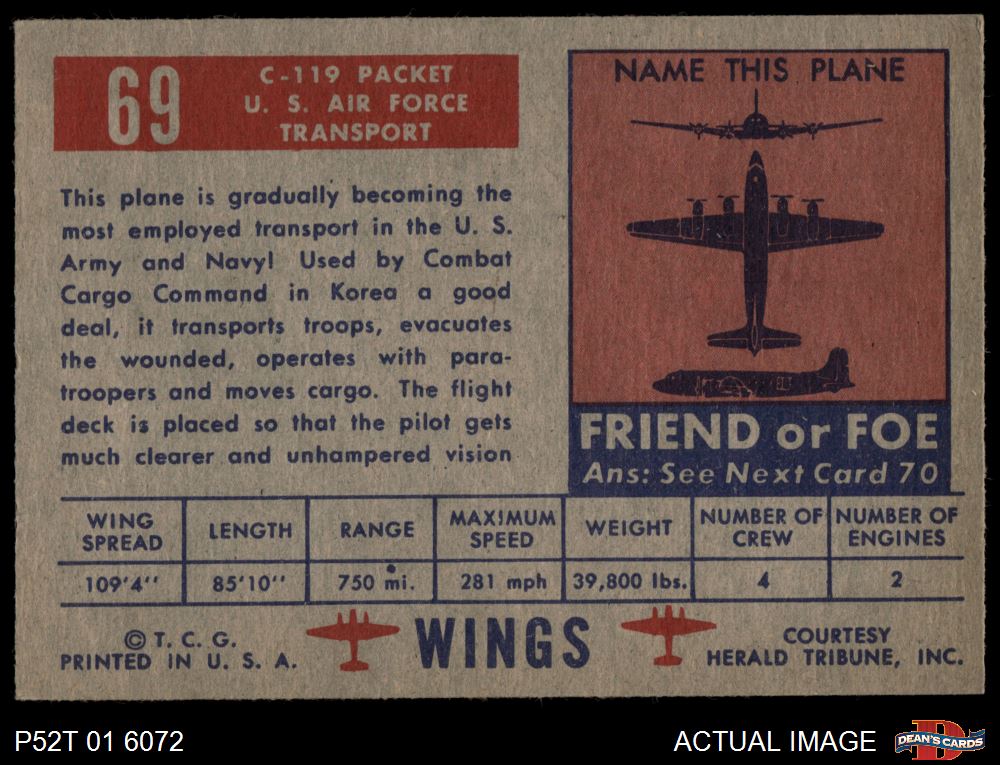 69
C-119 PACKET
U. S. AIR FORCE
TRANSPORT
This plane is gradually becoming the
most employed transport in the U. S.
Army and Navy! Used by Combat
Cargo Command in Korea a good
deal, it transports troops, evacuates
the wounded, operates with para-
troopers and moves cargo. The flight
deck is placed so that the pilot gets
much clearer and unhampered vision
NAME THIS PLANE
FRIEND or FOE
Ans: See Next Card 70
WING SPREAD LENGTH RANGE MAXIMUM SPEED WEIGHT NUMBER OF CREW NUMBER OF ENGINES
109'4'' 85'10'' 750 mi. 281 mph 39,800 lbs. 4 2
© T. C. G.
PRINTED IN U. S. A.
WINGS
COURTESY
HERALD TRIBUNE, INC.
P52T 01 6072
ACTUAL IMAGE
DEAN'S CARDS